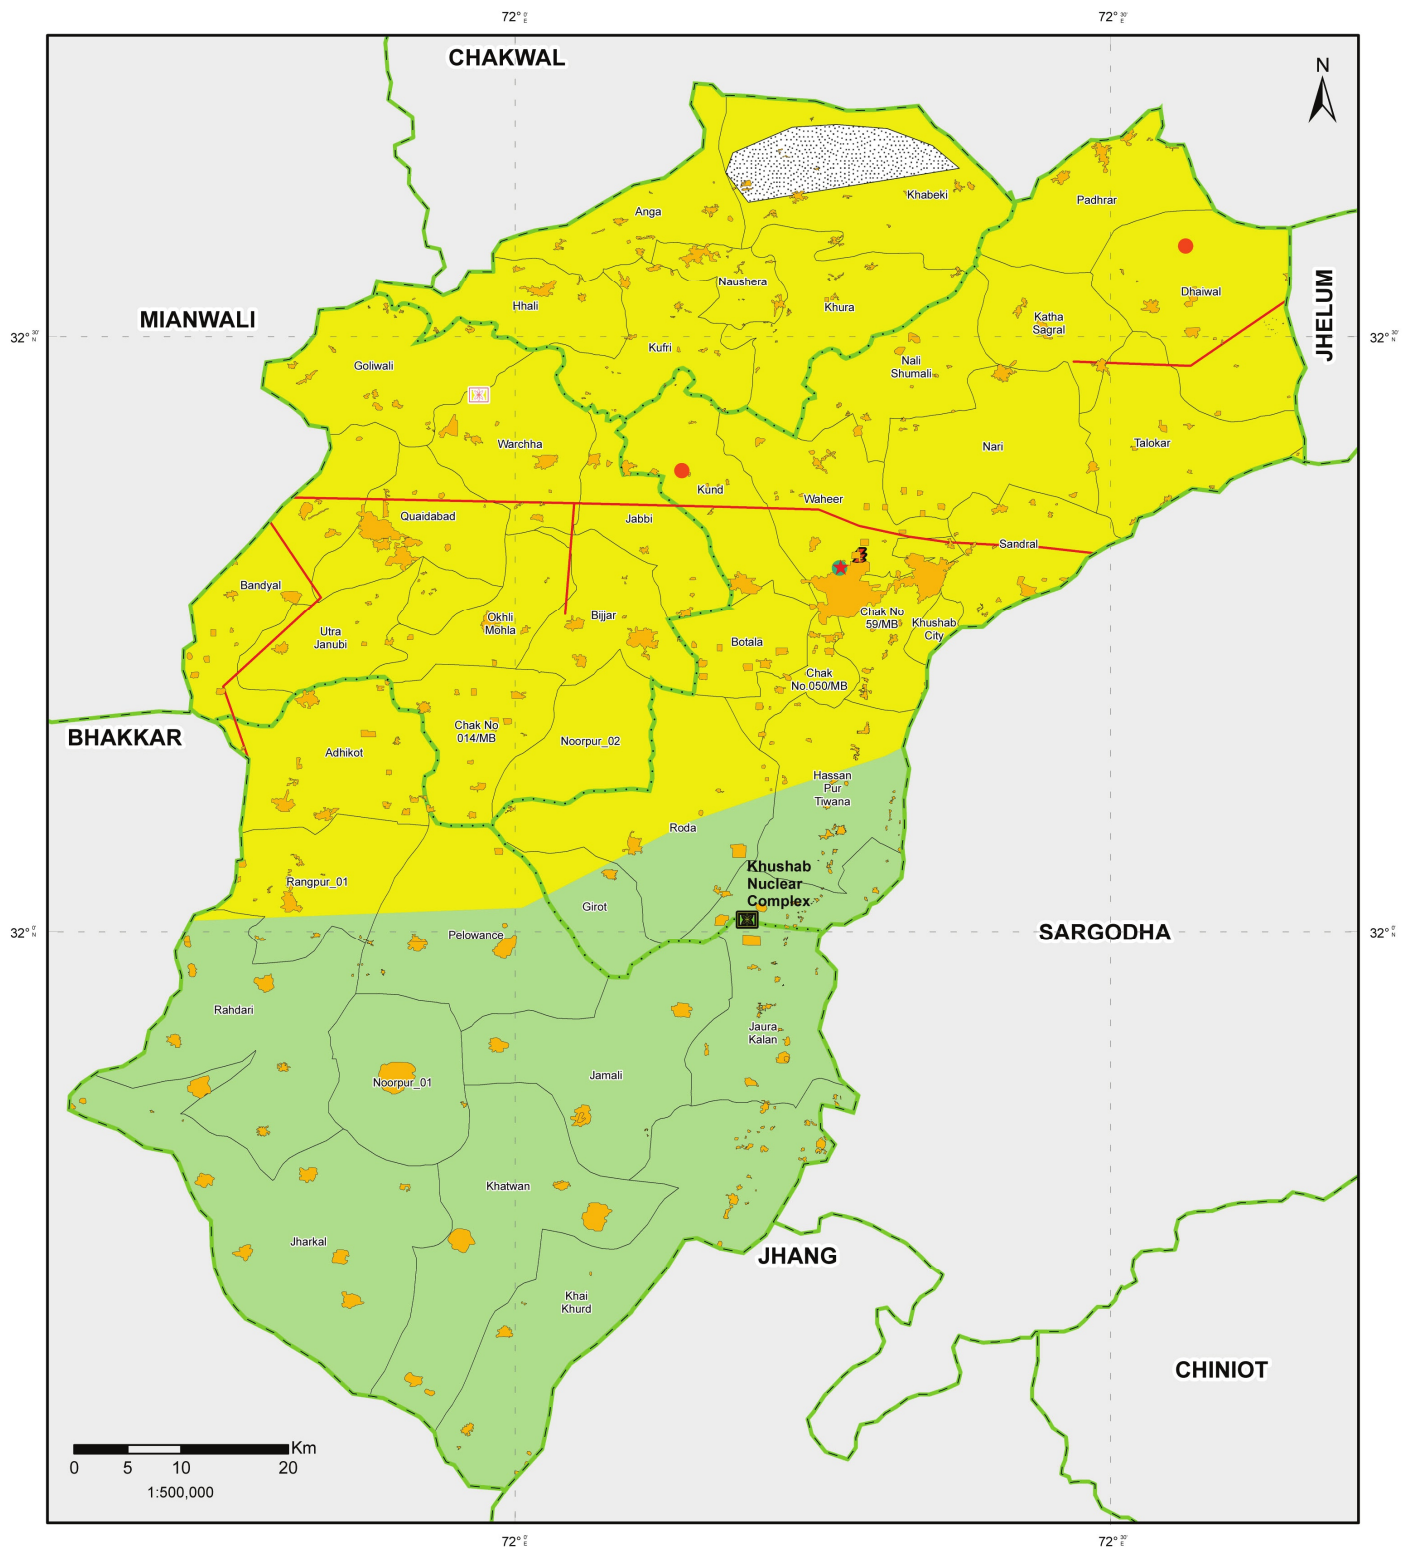 72° 0' E
72° 30' E
CHAKWAL
N
Khabeki
Padhrar
Anga
Naushera
Dhaiwal
JHELUM
Hhali
Khura
MIANWALI
Katha
Sagral
32° 30' N
32° 30' N
Kufri
Goliwali
Nali
Shumali
Warchha
Nari
Talokar
Kund
Waheer
Quaidabad
Jabbi
Sandral
Bandyal
Okhli
Mohla
Bijjar
Chak No
59/MB
Khushab
City
Utra
Janubi
Botala
Chak
No 050/MB
BHAKKAR
Chak No
014/MB
Noorpur_02
Adhikot
Hassan
Pur
Tiwana
Roda
Khushab
Nuclear
Complex
Rangpur_01
Girot
32° 0' N
Pelowance
SARGODHA
32° 0' N
Rahdari
Jaura
Kalan
Noorpur_01
Jamali
Khatwan
Jharkal
JHANG
Khai
Khurd
CHINIOT
Km
0 5 10 20
1:500,000
72° 0' E
72° 30' E